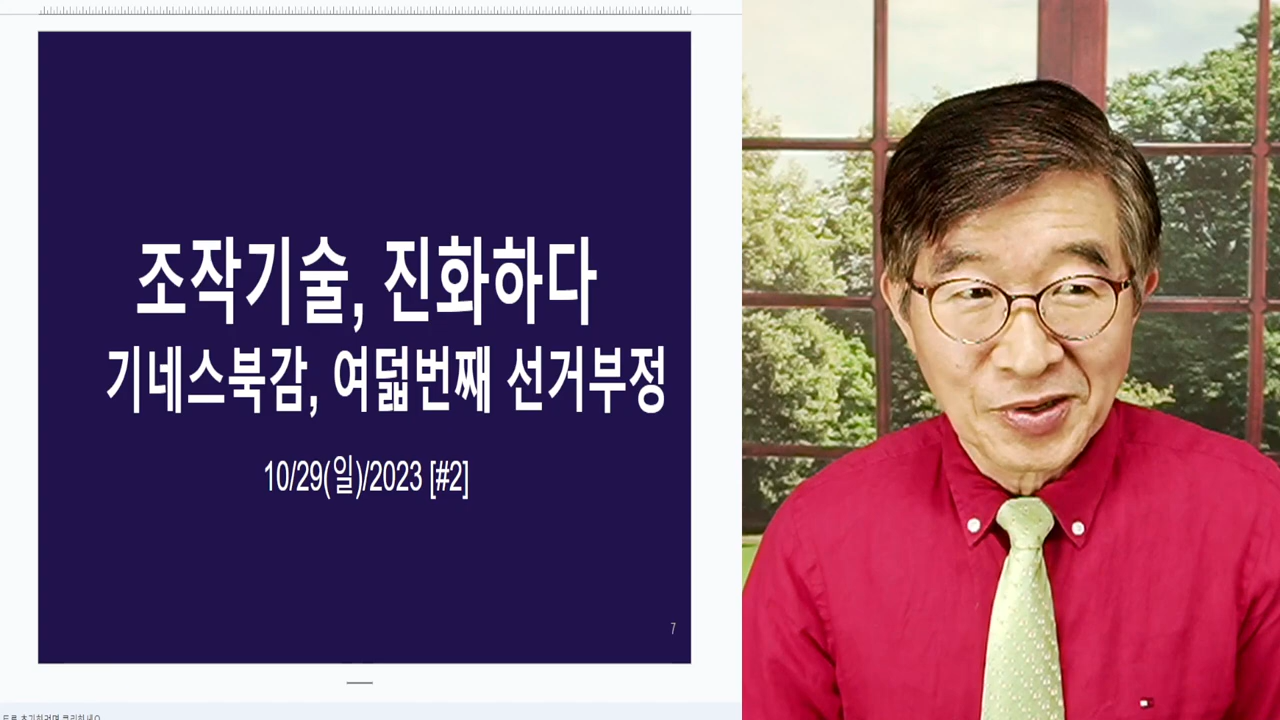 조작기술, 진화하다
기네스북감, 여덟번째 선거부정
10/29(일)/2023 [#2]
7